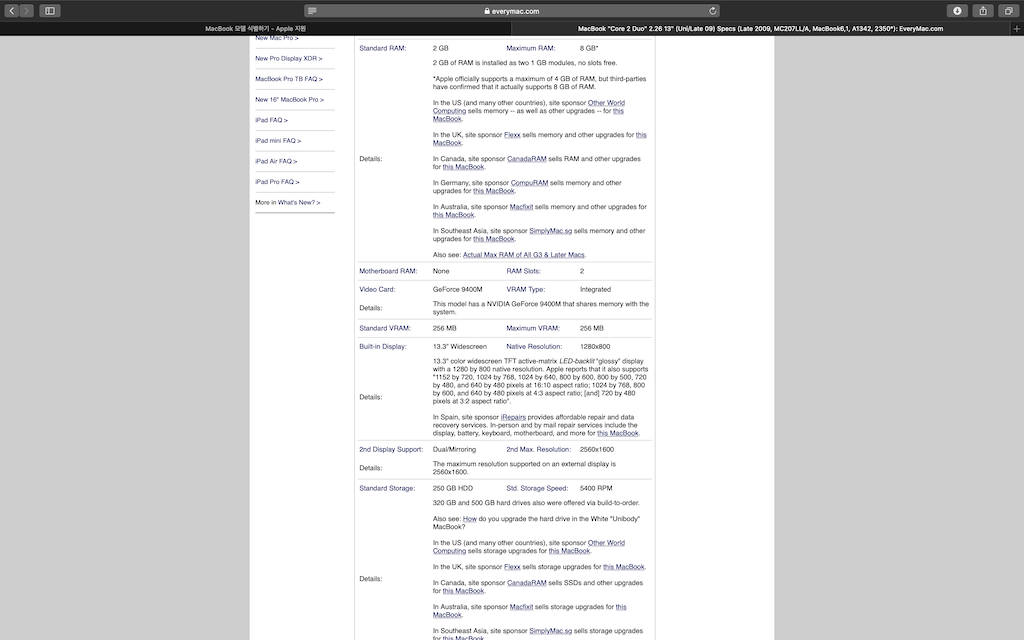 everymac.com
MacBook 모델 식별하기 - Apple 지원
MacBook "Core 2 Duo" 2.26 13" (Uni/Late 09) Specs (Late 2009, MC207LL/A, MacBook6,1, A1342, 2350*): EveryMac.com
New Mac Pro >
New Pro Display XDR >
MacBook Pro TB FAQ >
New 16" MacBook Pro >
iPad FAQ >
iPad mini FAQ >
iPad Air FAQ >
iPad Pro FAQ >
More in What's New? >
Standard RAM: 2 GB Maximum RAM: 8 GB*
Details:
2 GB of RAM is installed as two 1 GB modules, no slots free.
*Apple officially supports a maximum of 4 GB of RAM, but third-parties
have confirmed that it actually supports 8 GB of RAM.
In the US (and many other countries), site sponsor Other World
Computing sells memory -- as well as other upgrades -- for this
MacBook.
In the UK, site sponsor Flexx sells memory and other upgrades for this
MacBook.
In Canada, site sponsor CanadaRAM sells RAM and other upgrades
for this MacBook.
In Germany, site sponsor CompuRAM sells memory and other
upgrades for this MacBook.
In Australia, site sponsor Macfixit sells memory and other upgrades for
this MacBook.
In Southeast Asia, site sponsor SimplyMac.sg sells memory and other
upgrades for this MacBook.
Also see: Actual Max RAM of All G3 & Later Macs.
Motherboard RAM: None RAM Slots: 2
Video Card: GeForce 9400M VRAM Type: Integrated
Details:
This model has a NVIDIA GeForce 9400M that shares memory with the
system.
Standard VRAM: 256 MB Maximum VRAM: 256 MB
Built-in Display: 13.3" Widescreen Native Resolution: 1280x800
Details:
13.3" color widescreen TFT active-matrix LED-backlit "glossy" display
with a 1280 by 800 native resolution. Apple reports that it also supports
"1152 by 720, 1024 by 768, 1024 by 640, 800 by 600, 800 by 500, 720
by 480, and 640 by 480 pixels at 16:10 aspect ratio; 1024 by 768, 800
by 600, and 640 by 480 pixels at 4:3 aspect ratio; [and] 720 by 480
pixels at 3:2 aspect ratio".
In Spain, site sponsor iRepairs provides affordable repair and data
recovery services. In-person and by mail repair services include the
display, battery, keyboard, motherboard, and more for this MacBook.
2nd Display Support: Dual/Mirroring 2nd Max. Resolution: 2560x1600
Details:
The maximum resolution supported on an external display is
2560x1600.
Standard Storage: 250 GB HDD Std. Storage Speed: 5400 RPM
Details:
320 GB and 500 GB hard drives also were offered via build-to-order.
Also see: How do you upgrade the hard drive in the White "Unibody"
MacBook?
In the US (and many other countries), site sponsor Other World
Computing sells storage upgrades for this MacBook.
In the UK, site sponsor Flexx sells storage upgrades for this MacBook.
In Canada, site sponsor CanadaRAM sells SSDs and other upgrades
for this MacBook.
In Australia, site sponsor Macfixit sells storage upgrades for this
MacBook.
In Southeast Asia, site sponsor SimplyMac.sg sells storage upgrades
for this MacBook.